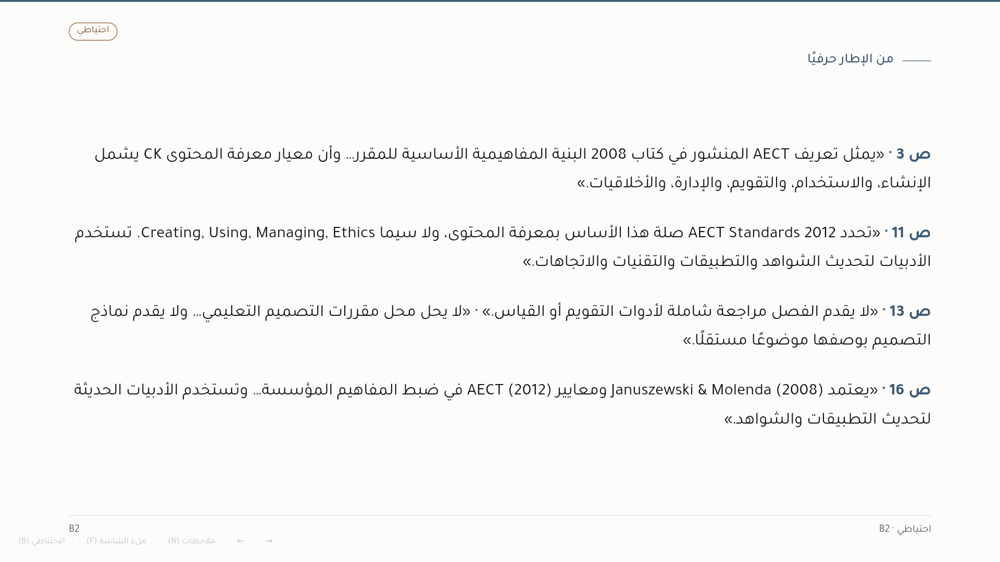 احتياطي
من الإطار حرفيًا
ص 3 · «يمثل تعريف AECT المنشور في كتاب 2008 البنية المفاهيمية الأساسية للمقرر… وأن معيار معرفة المحتوى CK يشمل
الإنشاء، والاستخدام، والتقويم، والإدارة، والأخلاقيات.»
ص 11 · «تحدد AECT Standards 2012 صلة هذا الأساس بمعرفة المحتوى، ولا سيما Creating, Using, Managing, Ethics. تستخدم
الأدبيات لتحديث الشواهد والتطبيقات والتقنيات والاتجاهات.»
ص 13 · «لا يقدم الفصل مراجعة شاملة لأدوات التقويم أو القياس.» · «لا يحل محل مقررات التصميم التعليمي… ولا يقدم نماذج
التصميم بوصفها موضوعًا مستقلًا.»
ص 16 · «يعتمد Januszewski & Molenda (2008) ومعايير AECT (2012) في ضبط المفاهيم المؤسسة… وتستخدم الأدبيات الحديثة
لتحديث التطبيقات والشواهد.»
احتياطي · B2
B2
→ ← ملاحظات (N) ملء الشاشة (F) الاحتياطي (B)